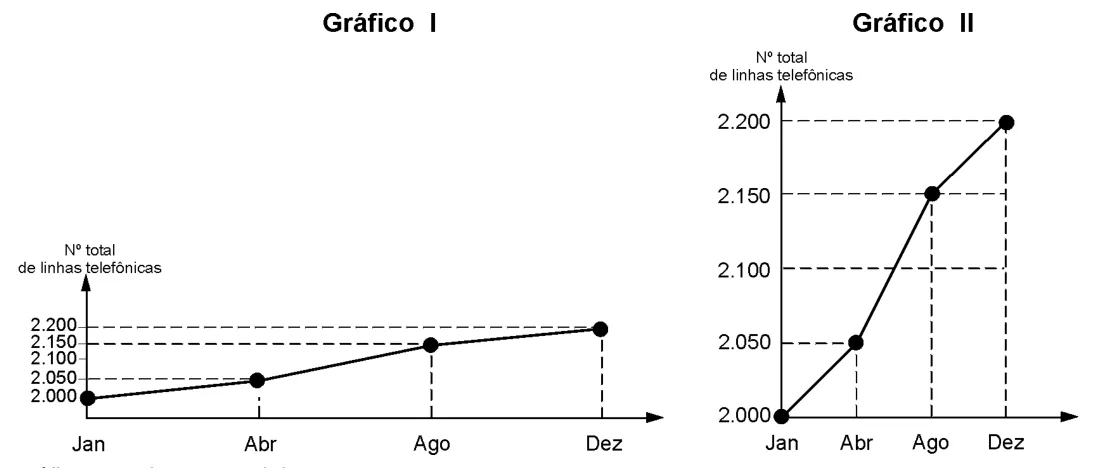 Gráfico I
Nº total
de linhas telefônicas
2.200
2.150
2.100
2.050
2.000
Jan Abr Ago Dez
Gráfico II
Nº total
de linhas telefônicas
2.200
2.150
2.100
2.050
2.000
Jan Abr Ago Dez